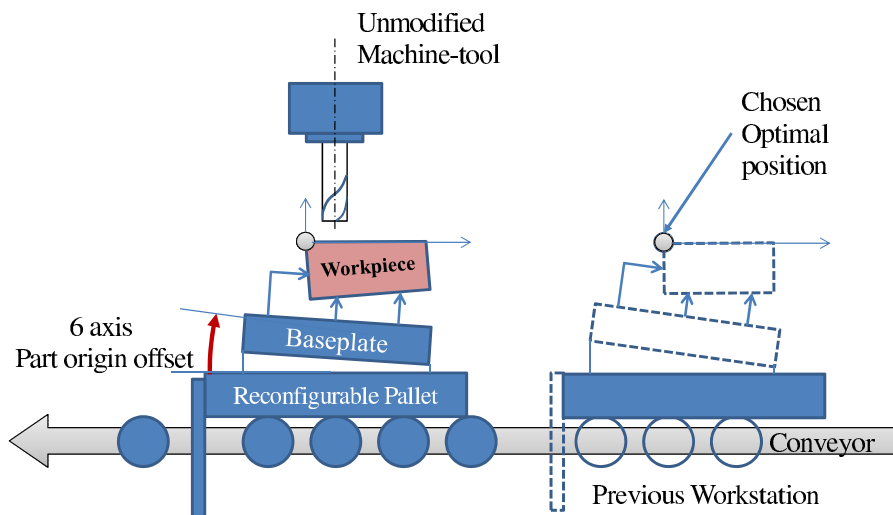 Unmodified
Machine-tool
Chosen
Optimal
position
Workpiece
6 axis
Part origin offset
Baseplate
Reconfigurable Pallet
Conveyor
Previous Workstation